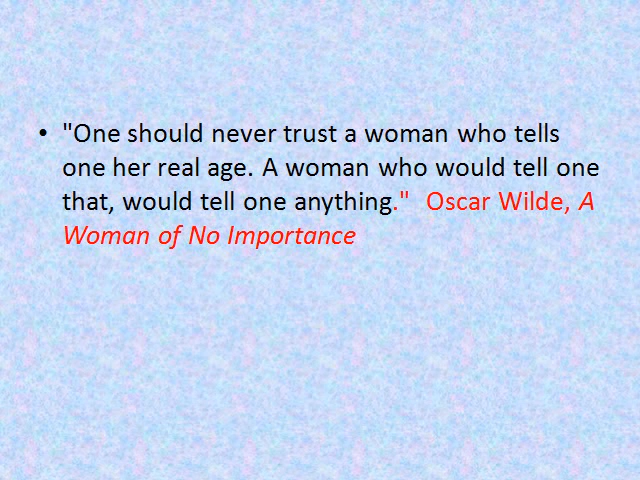 • "One should never trust a woman who tells
one her real age. A woman who would tell one
that, would tell one anything."  Oscar Wilde, A
Woman of No Importance